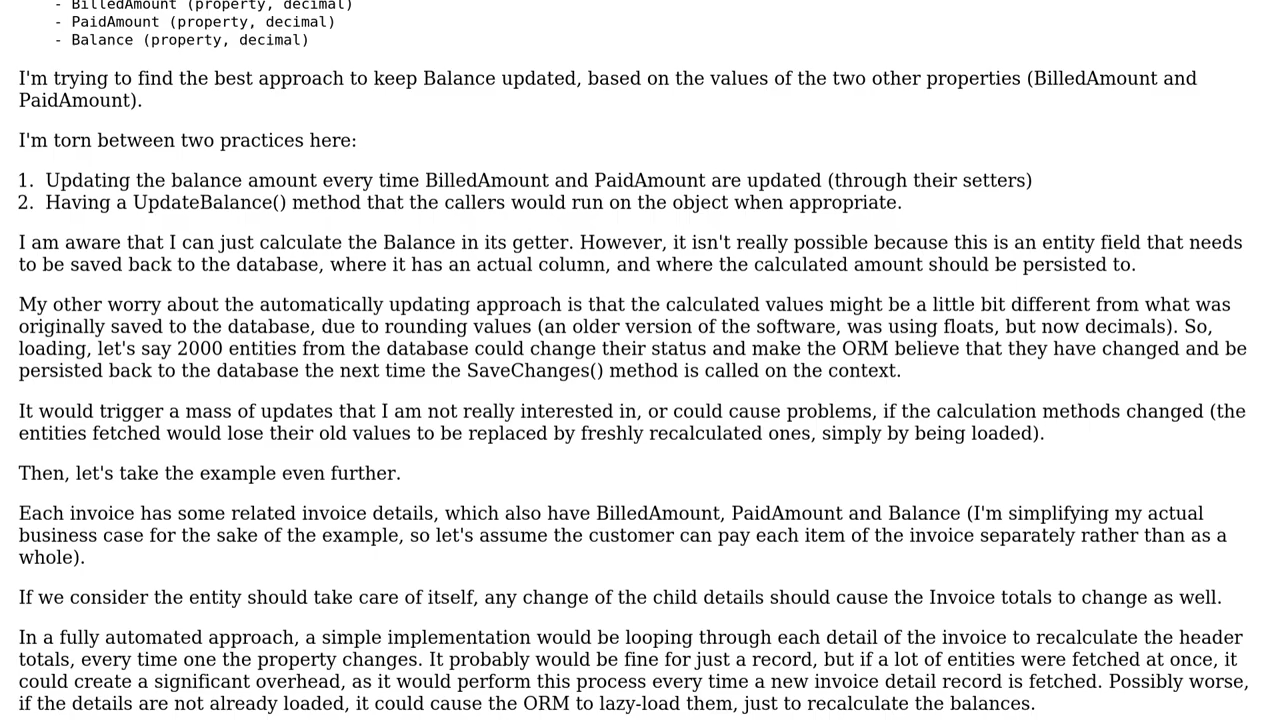 - BilledAmount (property, decimal)
- PaidAmount (property, decimal)
- Balance (property, decimal)
I'm trying to find the best approach to keep Balance updated, based on the values of the two other properties (BilledAmount and
PaidAmount).
I'm torn between two practices here:
1. Updating the balance amount every time BilledAmount and PaidAmount are updated (through their setters)
2. Having a UpdateBalance() method that the callers would run on the object when appropriate.
I am aware that I can just calculate the Balance in its getter. However, it isn't really possible because this is an entity field that needs
to be saved back to the database, where it has an actual column, and where the calculated amount should be persisted to.
My other worry about the automatically updating approach is that the calculated values might be a little bit different from what was
originally saved to the database, due to rounding values (an older version of the software, was using floats, but now decimals). So,
loading, let's say 2000 entities from the database could change their status and make the ORM believe that they have changed and be
persisted back to the database the next time the SaveChanges() method is called on the context.
It would trigger a mass of updates that I am not really interested in, or could cause problems, if the calculation methods changed (the
entities fetched would lose their old values to be replaced by freshly recalculated ones, simply by being loaded).
Then, let's take the example even further.
Each invoice has some related invoice details, which also have BilledAmount, PaidAmount and Balance (I'm simplifying my actual
business case for the sake of the example, so let's assume the customer can pay each item of the invoice separately rather than as a
whole).
If we consider the entity should take care of itself, any change of the child details should cause the Invoice totals to change as well.
In a fully automated approach, a simple implementation would be looping through each detail of the invoice to recalculate the header
totals, every time one the property changes. It probably would be fine for just a record, but if a lot of entities were fetched at once, it
could create a significant overhead, as it would perform this process every time a new invoice detail record is fetched. Possibly worse,
if the details are not already loaded, it could cause the ORM to lazy-load them, just to recalculate the balances.